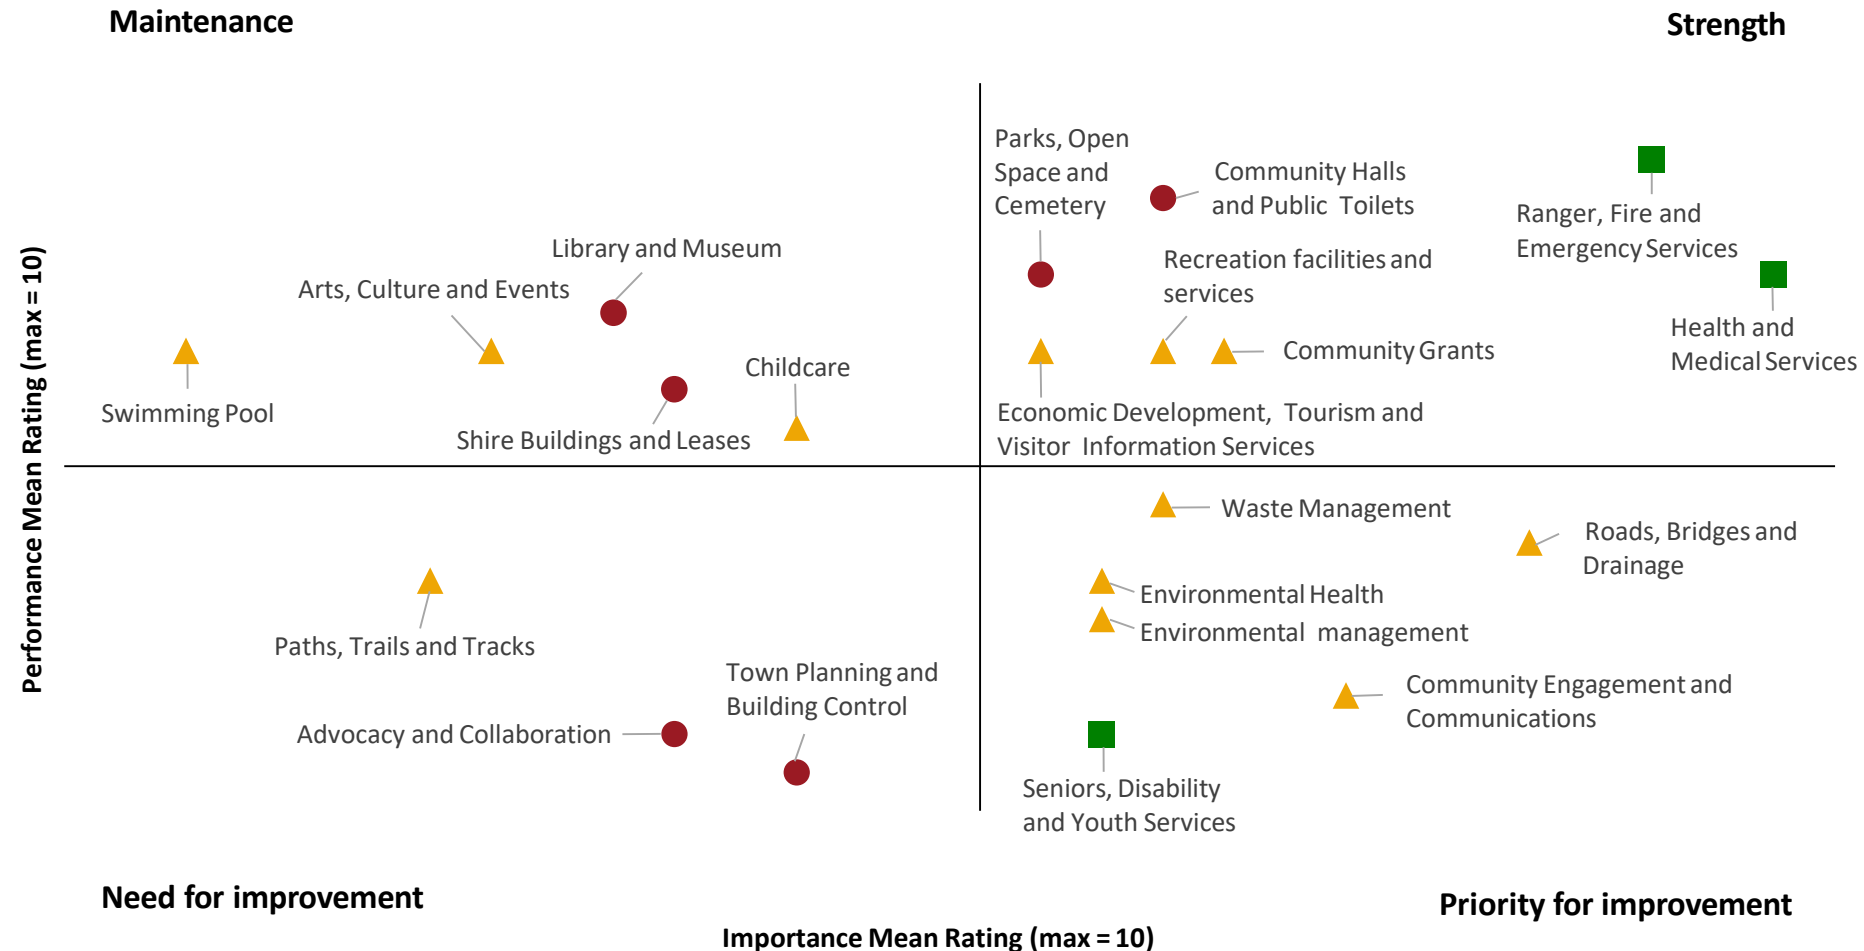 Maintenance
Strength
Parks, Open
Space and
Cemetery
Community Halls
and Public Toilets
Ranger, Fire and
Emergency Services
Library and Museum
Recreation facilities and
services
Arts, Culture and Events
Health and
Medical Services
Community Grants
Childcare
Swimming Pool
Shire Buildings and Leases
Economic Development, Tourism and
Visitor Information Services
Performance Mean Rating (max = 10)
Waste Management
Roads, Bridges and
Drainage
Environmental Health
Environmental management
Paths, Trails and Tracks
Town Planning and
Building Control
Community Engagement and
Communications
Advocacy and Collaboration
Seniors, Disability
and Youth Services
Need for improvement
Priority for improvement
Importance Mean Rating (max = 10)